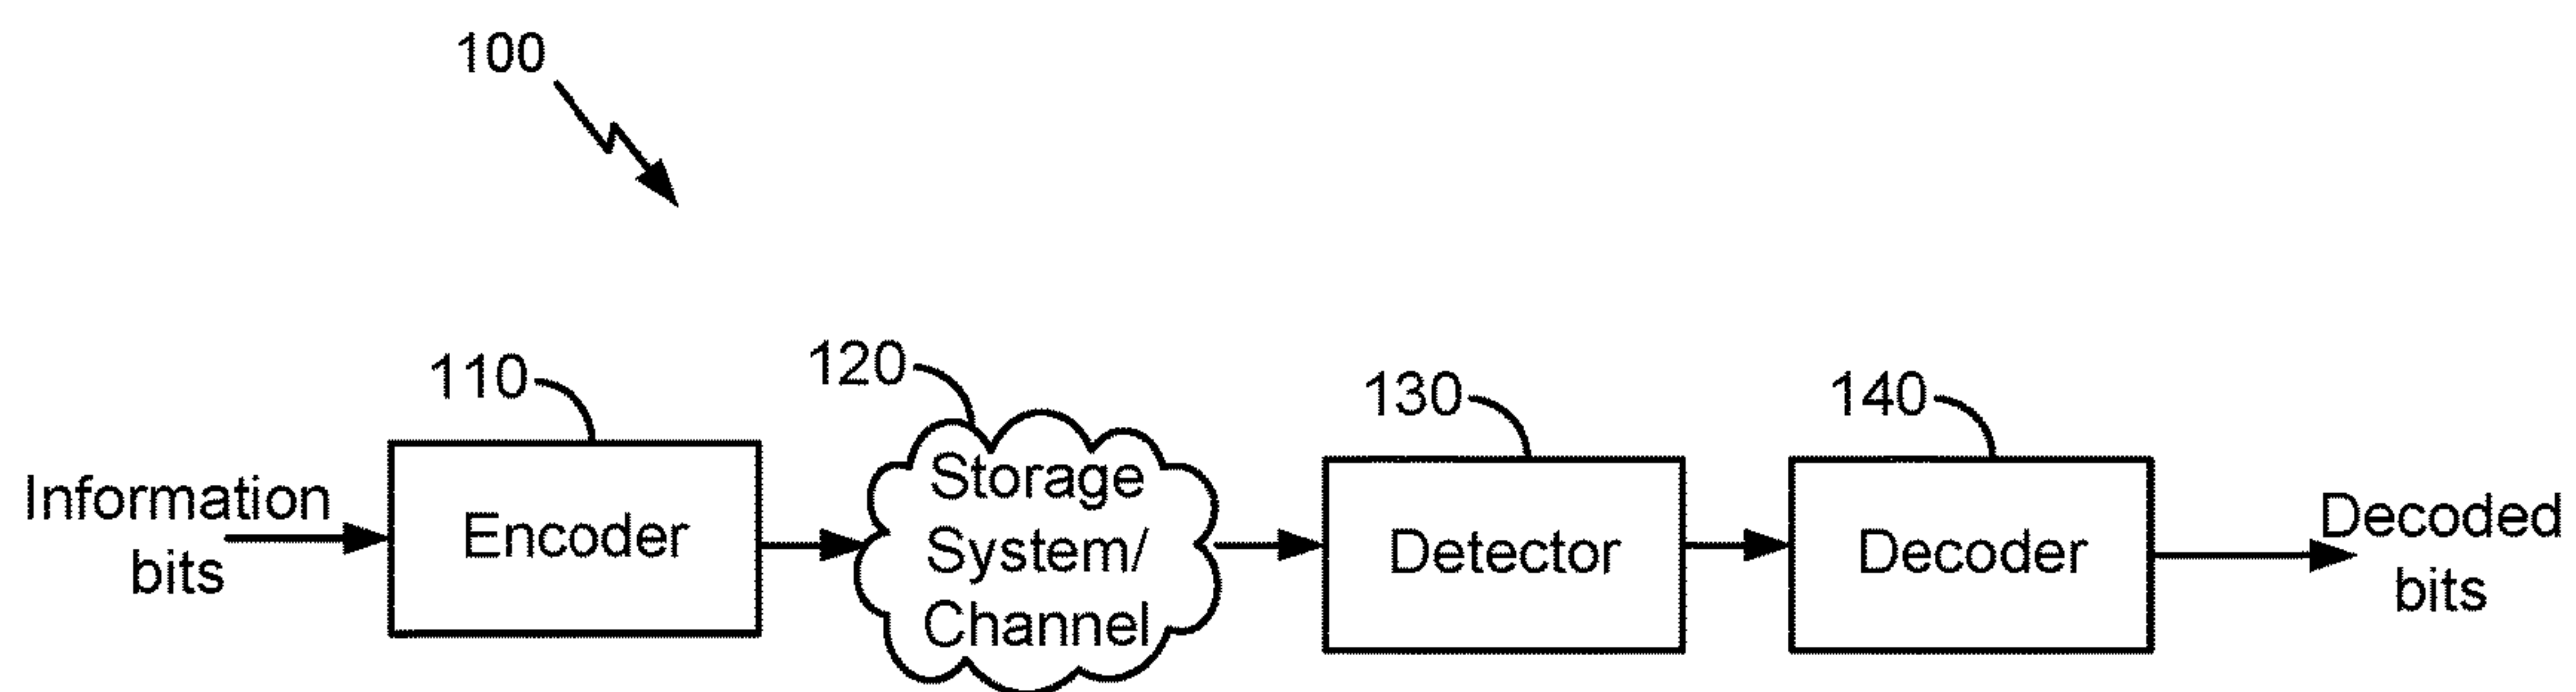 100
110
120
130
140
Information
bits
Encoder
Storage
System/
Channel
Detector
Decoder
Decoded
bits